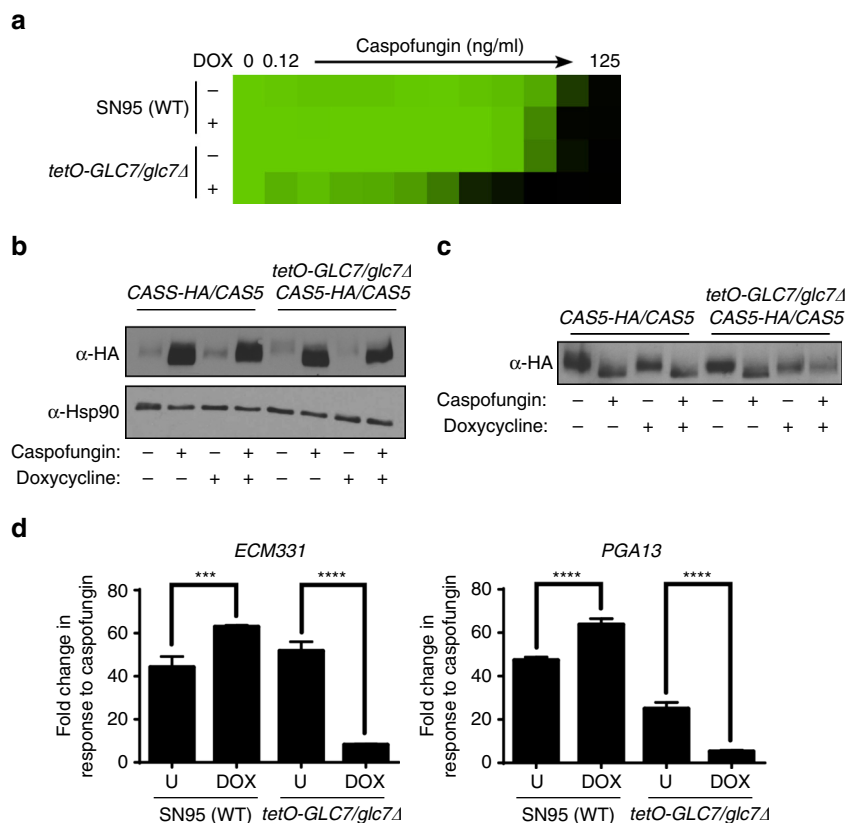 a
Caspofungin (ng/ml)
DOX 0 0.12 125
SN95 (WT)
–
+
tetO-GLC7/glc7Δ
–
+
b
CASS-HA/CAS5
tetO-GLC7/glc7Δ
CAS5-HA/CAS5
α-HA
α-Hsp90
Caspofungin: – + – + – + – +
Doxycycline: – – + + – – + +
c
CAS5-HA/CAS5
tetO-GLC7/glc7Δ
CAS5-HA/CAS5
α-HA
Caspofungin: – + – + – + – +
Doxycycline: – – + + – – + +
d
ECM331
Fold change in
response to caspofungin
80
60
40
20
0
***
****
U DOX U DOX
SN95 (WT) tetO-GLC7/glc7Δ
PGA13
Fold change in
response to caspofungin
80
60
40
20
0
****
****
U DOX U DOX
SN95 (WT) tetO-GLC7/glc7Δ